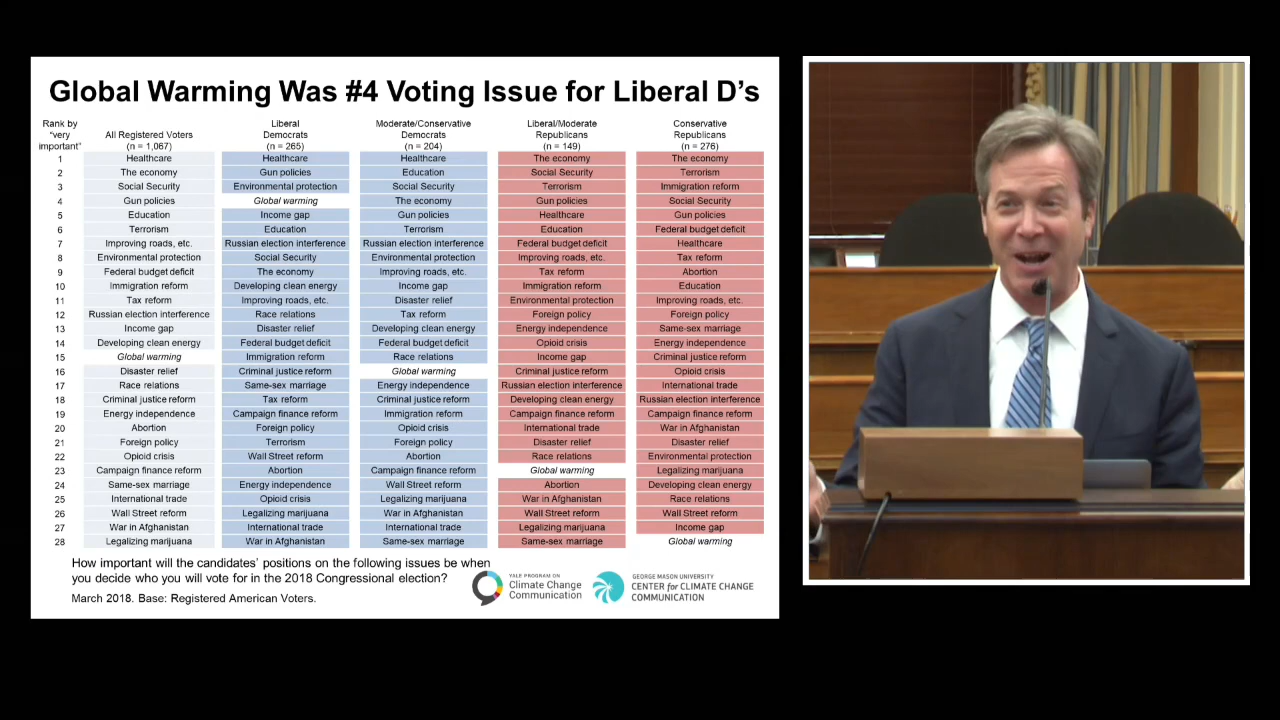 Global Warming Was #4 Voting Issue for Liberal D's
Rank by "very important" All Registered Voters (n = 1,067) Liberal Democrats (n = 265) Moderate/Conservative Democrats (n = 204) Liberal/Moderate Republicans (n = 149) Conservative Republicans (n = 276)
1 Healthcare Healthcare Healthcare The economy The economy
2 The economy Gun policies Education Social Security Terrorism
3 Social Security Environmental protection Social Security Terrorism Immigration reform
4 Gun policies Global warming The economy Gun policies Social Security
5 Education Income gap Gun policies Healthcare Gun policies
6 Terrorism Education Terrorism Education Federal budget deficit
7 Improving roads, etc. Russian election interference Russian election interference Federal budget deficit Healthcare
8 Environmental protection Social Security Environmental protection Improving roads, etc. Tax reform
9 Federal budget deficit The economy Improving roads, etc. Tax reform Abortion
10 Immigration reform Developing clean energy Income gap Immigration reform Education
11 Tax reform Improving roads, etc. Disaster relief Environmental protection Improving roads, etc.
12 Russian election interference Race relations Tax reform Foreign policy Foreign policy
13 Income gap Disaster relief Developing clean energy Energy independence Same-sex marriage
14 Developing clean energy Federal budget deficit Federal budget deficit Opioid crisis Energy independence
15 Global warming Immigration reform Race relations Income gap Criminal justice reform
16 Disaster relief Criminal justice reform Global warming Criminal justice reform Opioid crisis
17 Race relations Same-sex marriage Energy independence Russian election interference International trade
18 Criminal justice reform Tax reform Criminal justice reform Developing clean energy Russian election interference
19 Energy independence Campaign finance reform Immigration reform Campaign finance reform Campaign finance reform
20 Abortion Foreign policy Opioid crisis International trade War in Afghanistan
21 Foreign policy Terrorism Foreign policy Disaster relief Disaster relief
22 Opioid crisis Wall Street reform Abortion Race relations Environmental protection
23 Campaign finance reform Abortion Campaign finance reform Global warming Legalizing marijuana
24 Same-sex marriage Energy independence Wall Street reform Abortion Developing clean energy
25 International trade Opioid crisis Legalizing marijuana War in Afghanistan Race relations
26 Wall Street reform Legalizing marijuana War in Afghanistan Wall Street reform Wall Street reform
27 War in Afghanistan International trade International trade Legalizing marijuana Income gap
28 Legalizing marijuana War in Afghanistan Same-sex marriage Same-sex marriage Global warming
How important will the candidates' positions on the following issues be when
you decide who you will vote for in the 2018 Congressional election?
March 2018. Base: Registered American Voters.
YALE PROGRAM ON
Climate Change
Communication
GEORGE MASON UNIVERSITY
CENTER for CLIMATE CHANGE
COMMUNICATION